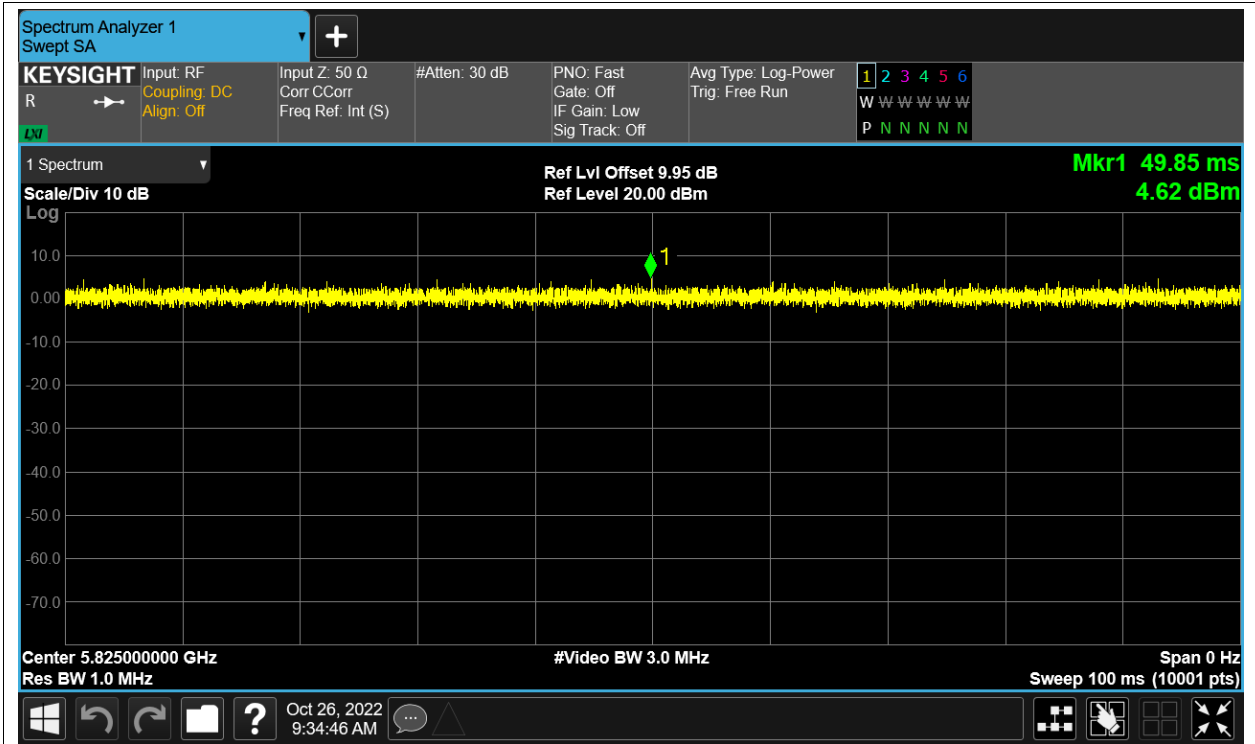 Spectrum Analyzer 1
Swept SA
KEYSIGHT
R
LXI
Input: RF
Coupling: DC
Align: Off
Input Z: 50 Ω
Corr CCorr
Freq Ref: Int (S)
#Atten: 30 dB
PNO: Fast
Gate: Off
IF Gain: Low
Sig Track: Off
Avg Type: Log-Power
Trig: Free Run
1 2 3 4 5 6
W W W W W W
P N N N N N
1 Spectrum
Scale/Div 10 dB
Log
Ref Lvl Offset 9.95 dB
Ref Level 20.00 dBm
Mkr1 49.85 ms
4.62 dBm
1
10.0
0.00
-10.0
-20.0
-30.0
-40.0
-50.0
-60.0
-70.0
Center 5.825000000 GHz
Res BW 1.0 MHz
#Video BW 3.0 MHz
Span 0 Hz
Sweep 100 ms (10001 pts)
?
Oct 26, 2022
9:34:46 AM